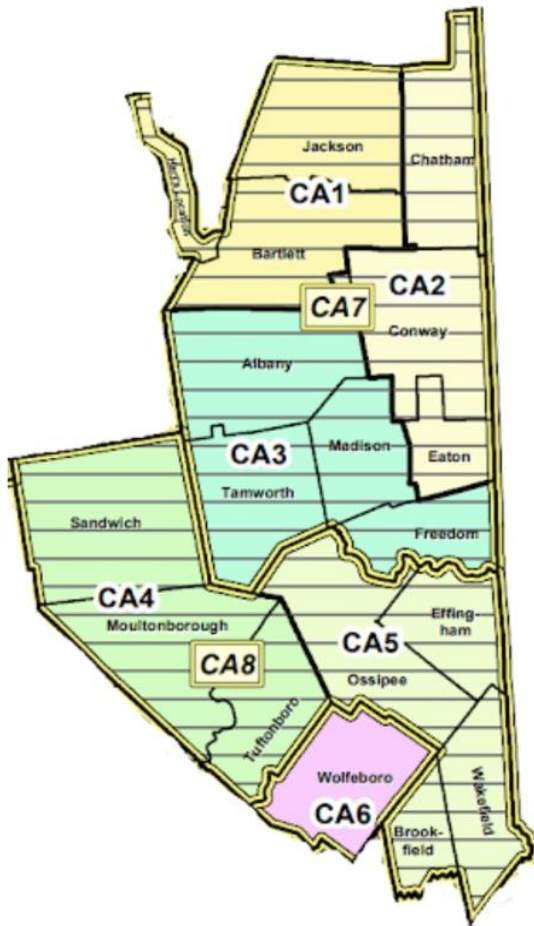 Jackson
Chatham
Hart's Location
CA1
Bartlett
CA2
CA7
Conway
Albany
Madison
CA3
Eaton
Tamworth
Sandwich
Freedom
CA4
Effing-
ham
Moultonborough
CA5
CA8
Ossipee
Tuftonboro
Wolfeboro
Wakefield
CA6
Brook-
field